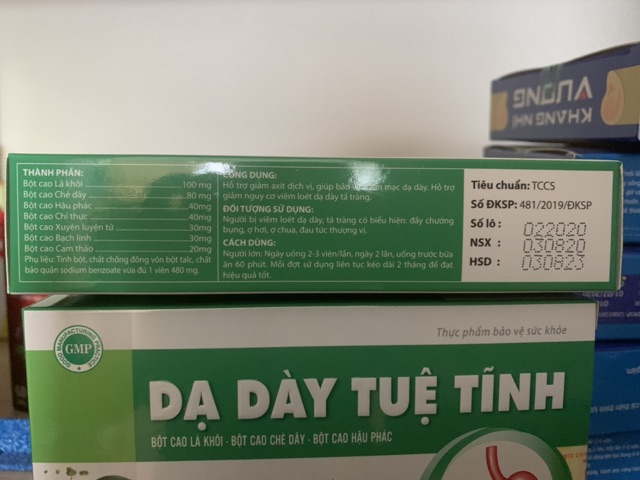 KHANG NHỊ
VƯƠNG
THÀNH PHẦN:
Bột cao Lá khôi 100 mg
Bột cao Chè dây 80 mg
Bột cao Hậu phác 40mg
Bột cao Chỉ thực 40mg
Bột cao Xuyên luyện tử 30mg
Bột cao Bạch linh 30mg
Bột cao Cam thảo 20mg
Phụ liệu: Tinh bột, chất chống đông vón bột talc, chất
bảo quản sodium benzoate vừa đủ 1 viên 480 mg.
CÔNG DỤNG:
Hỗ trợ giảm axit dịch vị, giúp bảo niêm mạc dạ dày. Hỗ trợ
giảm nguy cơ viêm loét dạ dày tá tràng.
ĐỐI TƯỢNG SỬ DỤNG:
Người bị viêm loét dạ dày, tá tràng có biểu hiện: đầy chướng
bụng, ợ hơi, ợ chua, đau tức thượng vị.
CÁCH DÙNG:
Người lớn: Ngày uống 2-3 viên/lần, ngày 2 lần, uống trước bữa
ăn 60 phút. Mỗi đợt sử dụng liên tục kéo dài 2 tháng để đạt
hiệu quả tốt.
Tiêu chuẩn: TCCS
Số ĐKSP: 481/2019/ĐKSP
Số lô : 022020
NSX : 030820
HSD : 030823
GOOD MANUFACTURING PRACTICE
GMP
Thực phẩm bảo vệ sức khỏe
DẠ DÀY TUỆ TĨNH
BỘT CAO LÁ KHÔI - BỘT CAO CHÈ DÂY - BỘT CAO HẬU PHÁC